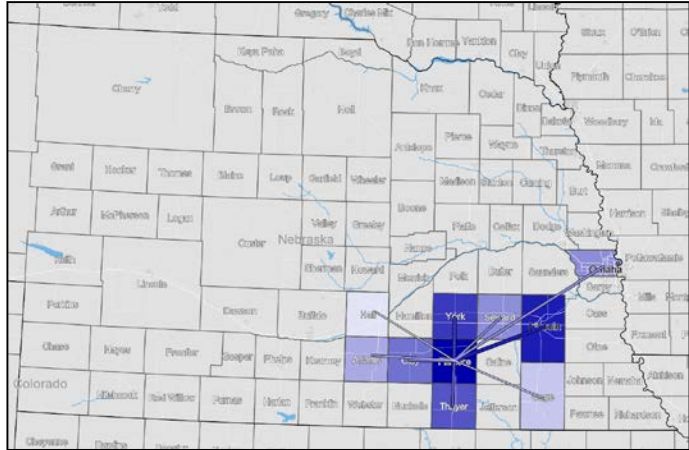 Gregory Charles Mix
Keya Paha Boyd
Don Homme Yankton Clay
Union
Sioux O'Brien
Plymouth Cherokee
Cherry
Brown Rock Holt
Knox Cedar
Dixon
Dakota Woodbury Ida
Antelope Pierce Wayne Thurston
Grant Hooker Thomas Blaine Loup Garfield Wheeler
Madison Stanton Cuming Burt
Monona Crawford
Boone
Arthur McPherson Logan
Valley Greeley
Platte Colfax Dodge
Washington
Harrison Shelby
Custer Nebraska
Nance
Keith
Sherman Howard
Merrick Polk Butler Saunders
Omaha
Pottawattamie
Lincoln
Sarpy
Perkins
Dawson Buffalo Hall Hamilton York Seward
Cass
Mills
Chase Hayes Frontier Gosper Phelps Kearney Adams Clay Fillmore Saline
Otoe
Colorado
Hitchcock Red Willow Furnas Harlan Franklin Webster Nuckolls Thayer Jefferson Gage
Johnson Nemaha Atchison
Pawnee Richardson
Cheyenne